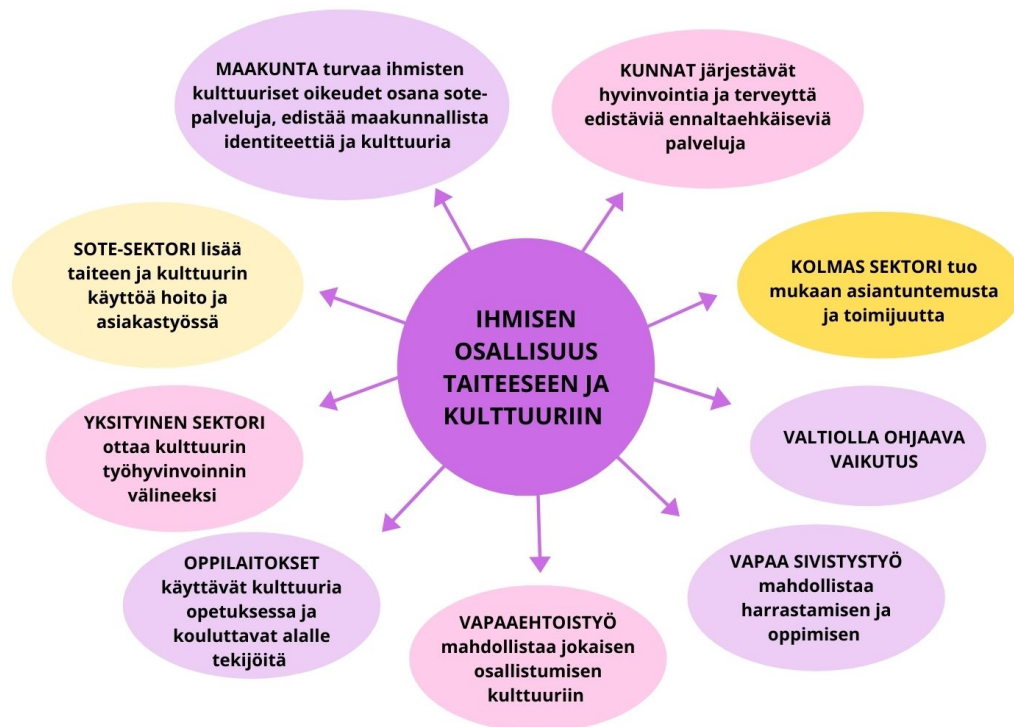 MAAKUNTA turvaa ihmisten
kulttuuriset oikeudet osana sote-
palveluja, edistää maakunnallista
identiteettiä ja kulttuuria
KUNNAT järjestävät
hyvinvointia ja terveyttä
edistäviä ennaltaehkäiseviä
palveluja
SOTE-SEKTORI lisää
taiteen ja kulttuurin
käyttöä hoito ja
asiakastyössä
KOLMAS SEKTORI tuo
mukaan asiantuntemusta
ja toimijuutta
IHMISEN
OSALLISUUS
TAITEESEEN JA
KULTTUURIIN
YKSITYINEN SEKTORI
ottaa kulttuurin
työhyvinvoinnin
välineeksi
VALTIOLLA OHJAAVA
VAIKUTUS
OPPILAITOKSET
käyttävät kulttuuria
opetuksessa ja
kouluttavat alalle
tekijöitä
VAPAAEHTOISTYÖ
mahdollistaa jokaisen
osallistumisen
kulttuuriin
VAPAA SIVISTYSTYÖ
mahdollistaa
harrastamisen ja
oppimisen